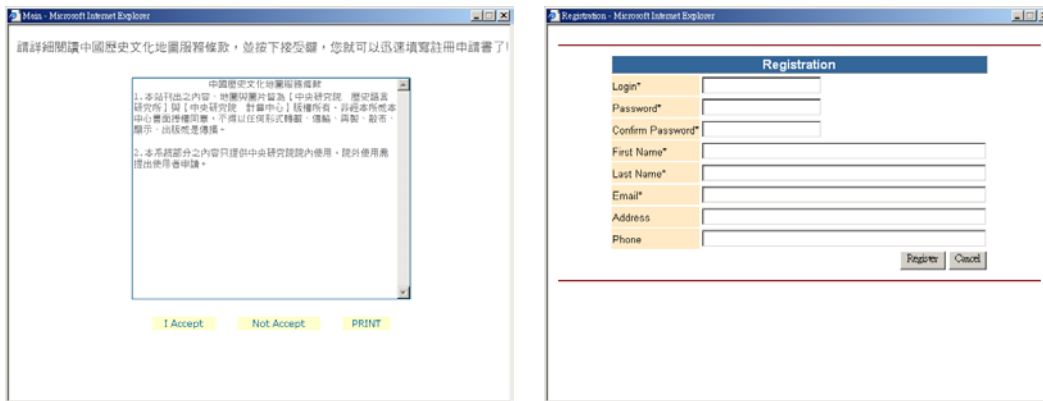 Main - Microsoft Internet Explorer
請詳細閱讀中國歷史文化地圖服務條款，並按下接受鍵，您就可以迅速填寫註冊申請書了!
中國歷史文化地圖服務條款
1.本站刊出之內容、地圖與圖片皆為【中央研究院 歷史語言
研究所】與【中央研究院 計算中心】版權所有。非經本所或本
中心書面授權同意，不得以任何形式轉載、傳輸、再製、散布、
顯示、出版或是傳播。
2.本系統部分之內容只提供中央研究院院內使用，院外使用需
提出使用者申請。
I Accept
Not Accept
PRINT
Registration - Microsoft Internet Explorer
Registration
Login*
Password*
Confirm Password*
First Name*
Last Name*
Email*
Address
Phone
Register
Cancel